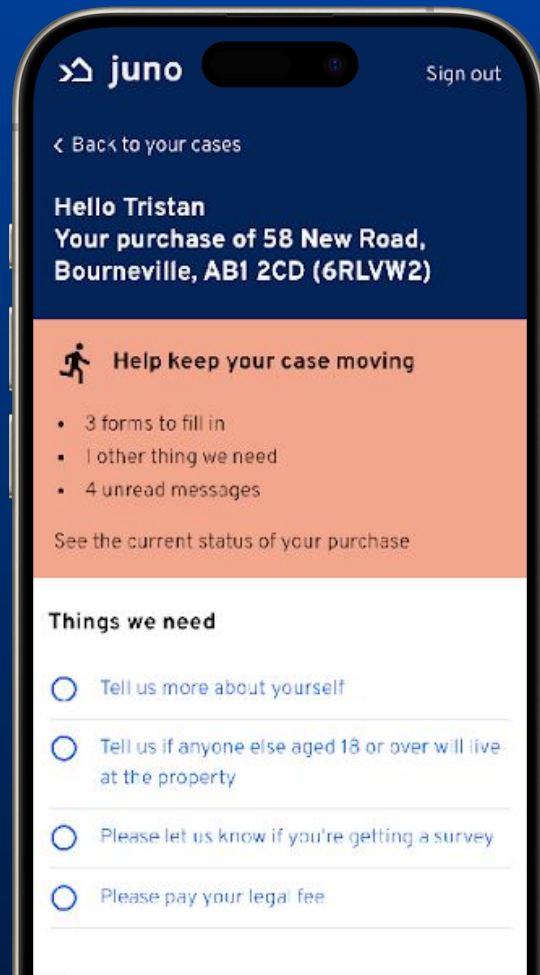 juno
Sign out
< Back to your cases
Hello Tristan
Your purchase of 58 New Road,
Bourneville, AB1 2CD (6RLVW2)
Help keep your case moving
• 3 forms to fill in
• 1 other thing we need
• 4 unread messages
See the current status of your purchase
Things we need
Tell us more about yourself
Tell us if anyone else aged 18 or over will live
at the property
Please let us know if you're getting a survey
Please pay your legal fee